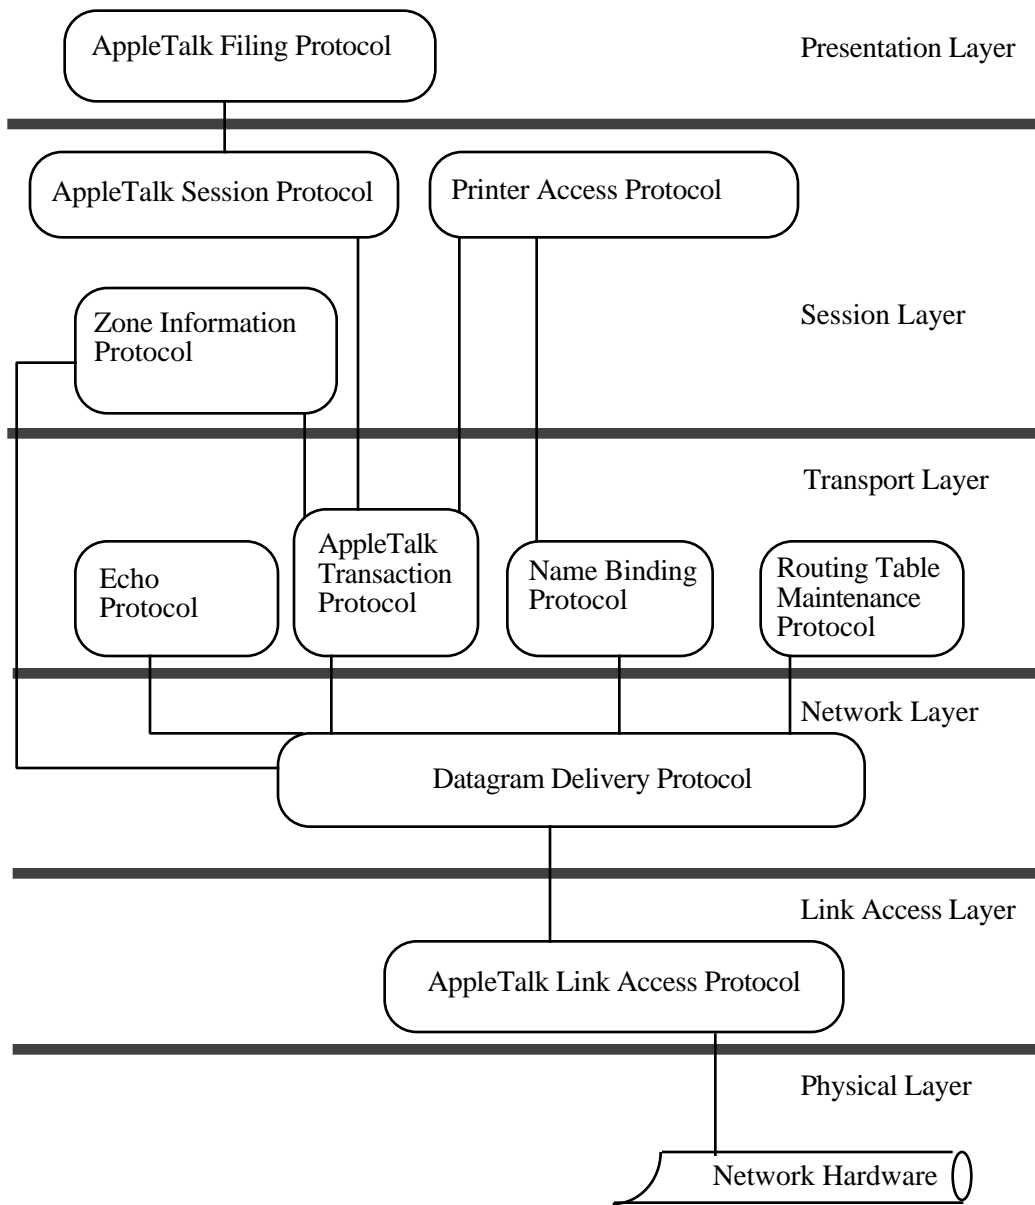 AppleTalk Filing Protocol
Presentation Layer
AppleTalk Session Protocol
Printer Access Protocol
Zone Information
Protocol
Session Layer
Transport Layer
Echo
Protocol
AppleTalk
Transaction
Protocol
Name Binding
Protocol
Routing Table
Maintenance
Protocol
Network Layer
Datagram Delivery Protocol
Link Access Layer
AppleTalk Link Access Protocol
Physical Layer
Network Hardware